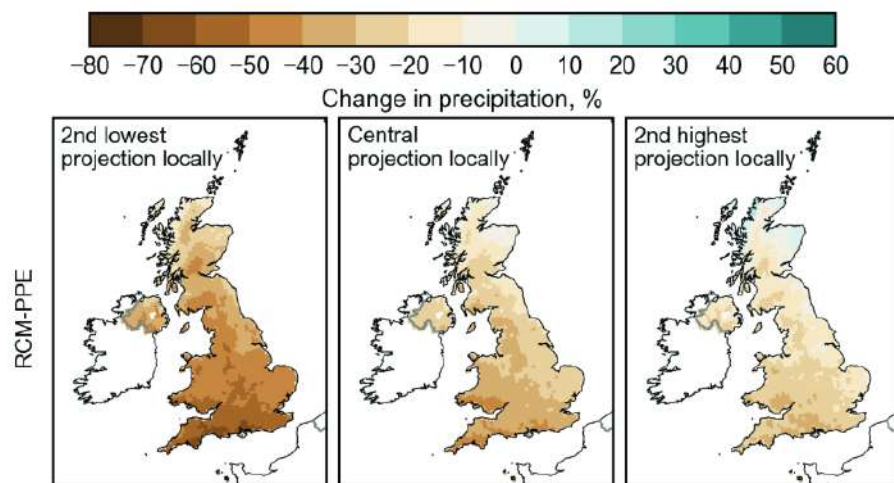 −80 −70 −60 −50 −40 −30 −20 −10 0 10 20 30 40 50 60
Change in precipitation, %
2nd lowest
projection locally
Central
projection locally
2nd highest
projection locally
RCM-PPE